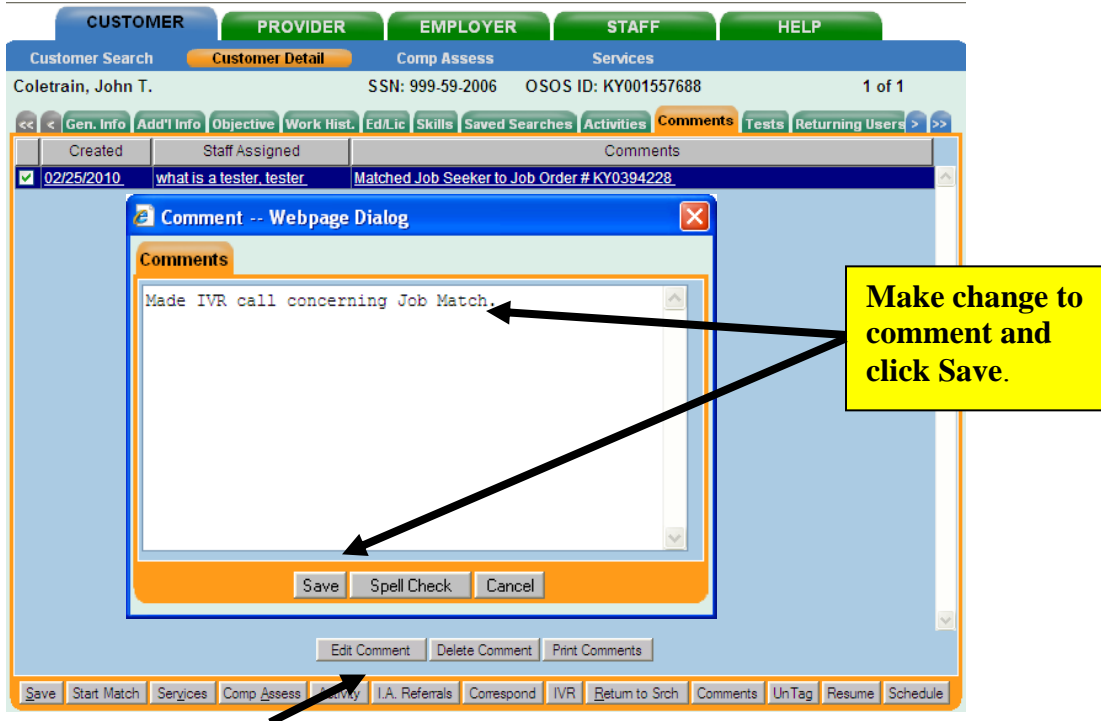 CUSTOMER PROVIDER EMPLOYER STAFF HELP
Customer Search Customer Detail Comp Assess Services
Coletrain, John T. SSN: 999-59-2006 OSOS ID: KY001557688 1 of 1
<< < Gen. Info Add'l Info Objective Work Hist. Ed/Lic Skills Saved Searches Activities Comments Tests Returning Users > >>
Created Staff Assigned Comments
02/25/2010 what is a tester, tester Matched Job Seeker to Job Order # KY0394228
Comment -- Webpage Dialog
Comments
Made IVR call concerning Job Match.
Make change to
comment and
click Save.
Save Spell Check Cancel
Edit Comment Delete Comment Print Comments
Save Start Match Services Comp Assess Activity I.A. Referrals Correspond IVR Return to Srch Comments UnTag Resume Schedule